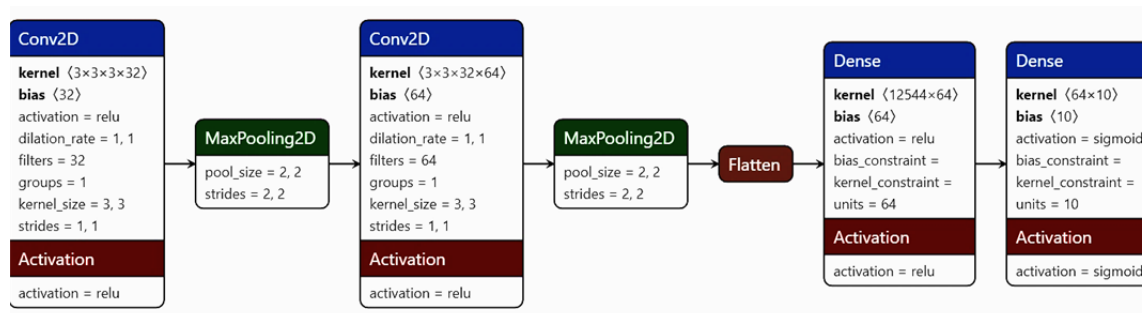 Conv2D
kernel ⟨3×3×3×32⟩
bias ⟨32⟩
activation = relu
dilation_rate = 1, 1
filters = 32
groups = 1
kernel_size = 3, 3
strides = 1, 1
Activation
activation = relu
MaxPooling2D
pool_size = 2, 2
strides = 2, 2
Conv2D
kernel ⟨3×3×32×64⟩
bias ⟨64⟩
activation = relu
dilation_rate = 1, 1
filters = 64
groups = 1
kernel_size = 3, 3
strides = 1, 1
Activation
activation = relu
MaxPooling2D
pool_size = 2, 2
strides = 2, 2
Flatten
Dense
kernel ⟨12544×64⟩
bias ⟨64⟩
activation = relu
bias_constraint =
kernel_constraint =
units = 64
Activation
activation = relu
Dense
kernel ⟨64×10⟩
bias ⟨10⟩
activation = sigmoid
bias_constraint =
kernel_constraint =
units = 10
Activation
activation = sigmoid